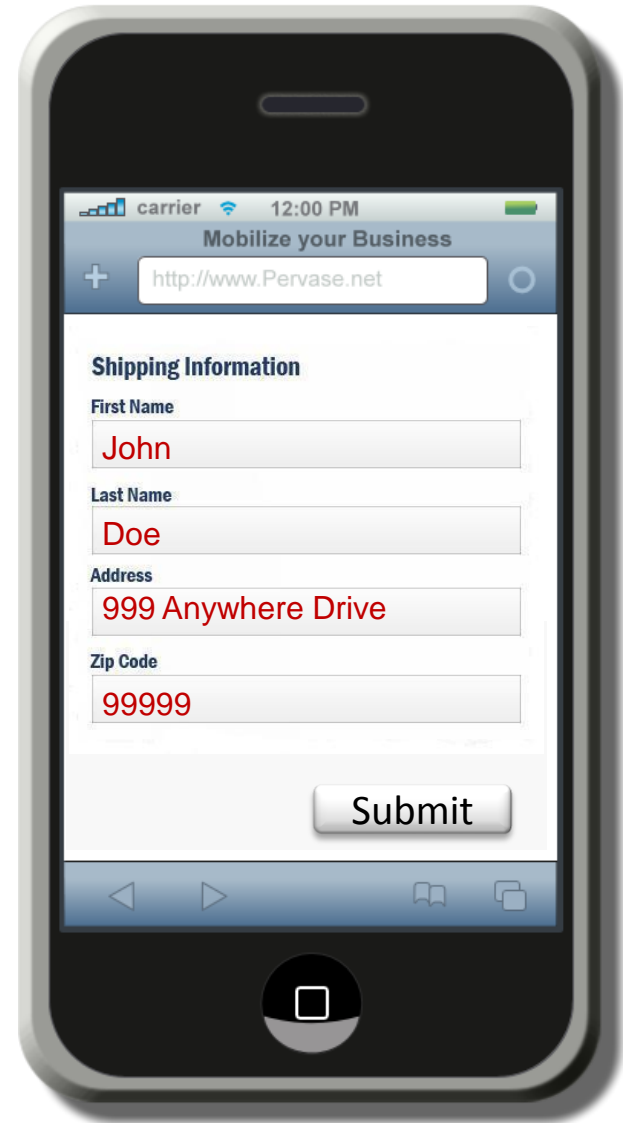 carrier 12:00 PM
Mobilize your Business
http://www.Pervase.net
Shipping Information
First Name
John
Last Name
Doe
Address
999 Anywhere Drive
Zip Code
99999
Submit